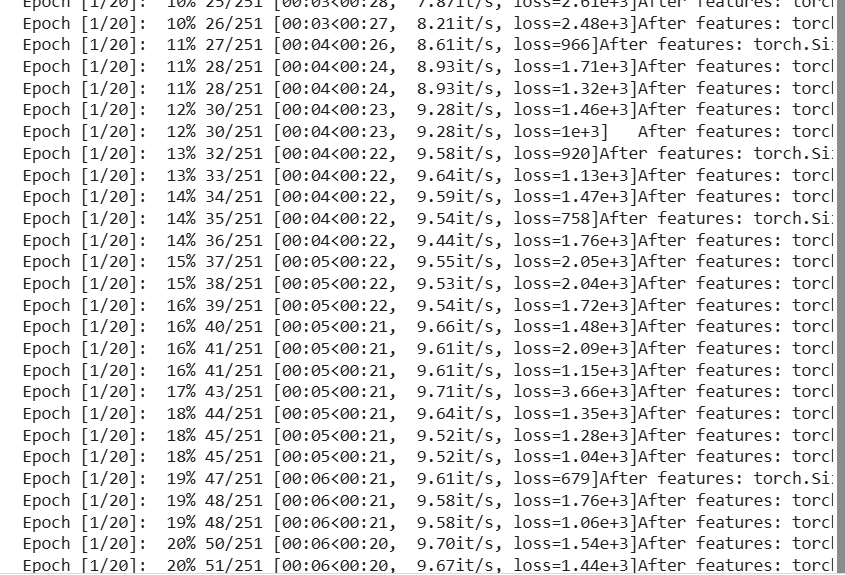 Epoch [1/20]: 10% 25/251 [00:03<00:28, 7.87it/s, loss=2.61e+3]After features: torch
Epoch [1/20]: 10% 26/251 [00:03<00:27, 8.21it/s, loss=2.48e+3]After features: torch
Epoch [1/20]: 11% 27/251 [00:04<00:26, 8.61it/s, loss=966]After features: torch.Si
Epoch [1/20]: 11% 28/251 [00:04<00:24, 8.93it/s, loss=1.71e+3]After features: torch
Epoch [1/20]: 11% 28/251 [00:04<00:24, 8.93it/s, loss=1.32e+3]After features: torch
Epoch [1/20]: 12% 30/251 [00:04<00:23, 9.28it/s, loss=1.46e+3]After features: torch
Epoch [1/20]: 12% 30/251 [00:04<00:23, 9.28it/s, loss=1e+3] After features: torch
Epoch [1/20]: 13% 32/251 [00:04<00:22, 9.58it/s, loss=920]After features: torch.Si
Epoch [1/20]: 13% 33/251 [00:04<00:22, 9.64it/s, loss=1.13e+3]After features: torch
Epoch [1/20]: 14% 34/251 [00:04<00:22, 9.59it/s, loss=1.47e+3]After features: torch
Epoch [1/20]: 14% 35/251 [00:04<00:22, 9.54it/s, loss=758]After features: torch.Si
Epoch [1/20]: 14% 36/251 [00:04<00:22, 9.44it/s, loss=1.76e+3]After features: torch
Epoch [1/20]: 15% 37/251 [00:05<00:22, 9.55it/s, loss=2.05e+3]After features: torch
Epoch [1/20]: 15% 38/251 [00:05<00:22, 9.53it/s, loss=2.04e+3]After features: torch
Epoch [1/20]: 16% 39/251 [00:05<00:22, 9.54it/s, loss=1.72e+3]After features: torch
Epoch [1/20]: 16% 40/251 [00:05<00:21, 9.66it/s, loss=1.48e+3]After features: torch
Epoch [1/20]: 16% 41/251 [00:05<00:21, 9.61it/s, loss=2.09e+3]After features: torch
Epoch [1/20]: 16% 41/251 [00:05<00:21, 9.61it/s, loss=1.15e+3]After features: torch
Epoch [1/20]: 17% 43/251 [00:05<00:21, 9.71it/s, loss=3.66e+3]After features: torch
Epoch [1/20]: 18% 44/251 [00:05<00:21, 9.64it/s, loss=1.35e+3]After features: torch
Epoch [1/20]: 18% 45/251 [00:05<00:21, 9.52it/s, loss=1.28e+3]After features: torch
Epoch [1/20]: 18% 45/251 [00:05<00:21, 9.52it/s, loss=1.04e+3]After features: torch
Epoch [1/20]: 19% 47/251 [00:06<00:21, 9.61it/s, loss=679]After features: torch.Si
Epoch [1/20]: 19% 48/251 [00:06<00:21, 9.58it/s, loss=1.76e+3]After features: torch
Epoch [1/20]: 19% 48/251 [00:06<00:21, 9.58it/s, loss=1.06e+3]After features: torch
Epoch [1/20]: 20% 50/251 [00:06<00:20, 9.70it/s, loss=1.54e+3]After features: torch
Epoch [1/20]: 20% 51/251 [00:06<00:20, 9.67it/s, loss=1.44e+3]After features: torch